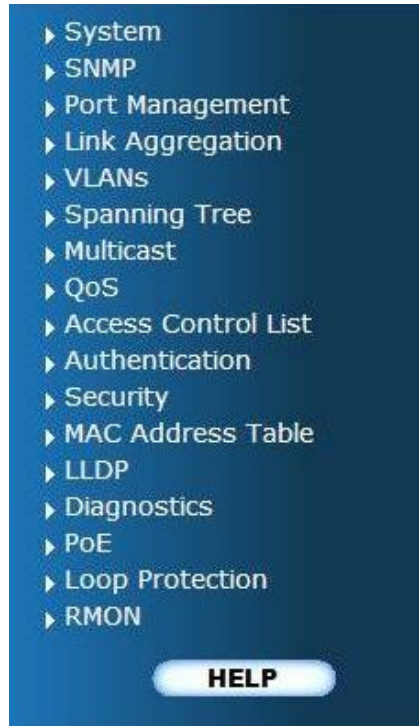 System
SNMP
Port Management
Link Aggregation
VLANs
Spanning Tree
Multicast
QoS
Access Control List
Authentication
Security
MAC Address Table
LLDP
Diagnostics
PoE
Loop Protection
RMON
HELP